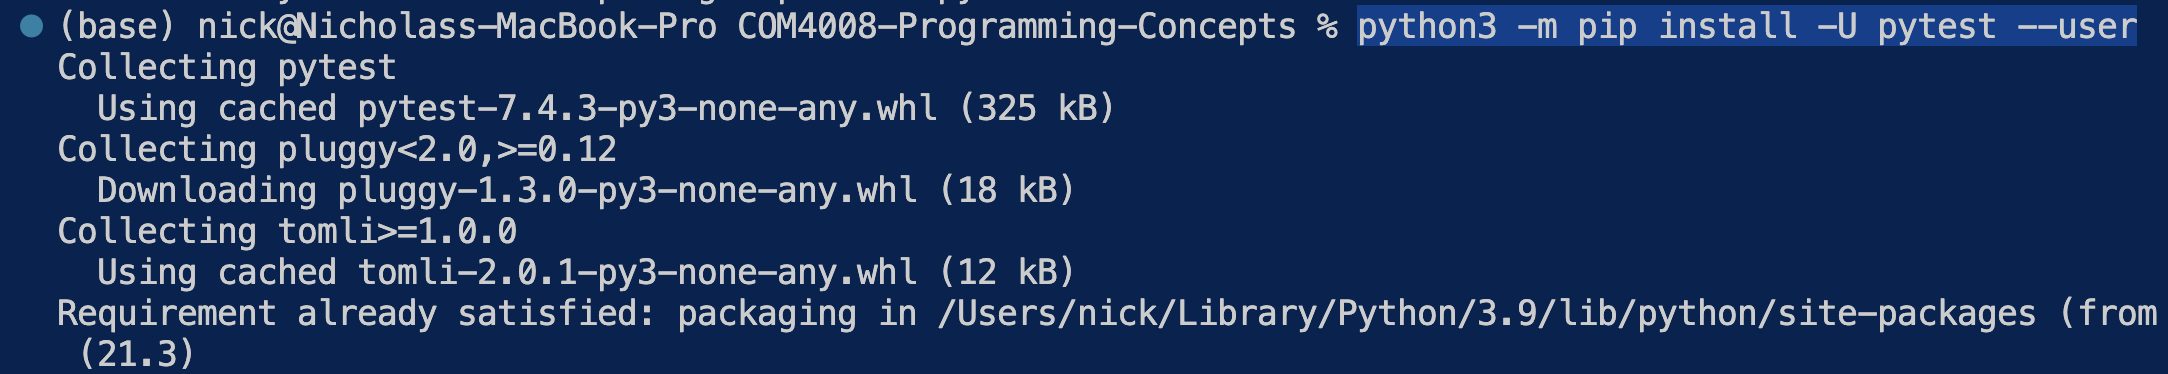 (base) nick@Nicholass-MacBook-Pro COM4008-Programming-Concepts % python3 -m pip install -U pytest --user
Collecting pytest
  Using cached pytest-7.4.3-py3-none-any.whl (325 kB)
Collecting pluggy<2.0,>=0.12
  Downloading pluggy-1.3.0-py3-none-any.whl (18 kB)
Collecting tomli>=1.0.0
  Using cached tomli-2.0.1-py3-none-any.whl (12 kB)
Requirement already satisfied: packaging in /Users/nick/Library/Python/3.9/lib/python/site-packages (from
 (21.3)